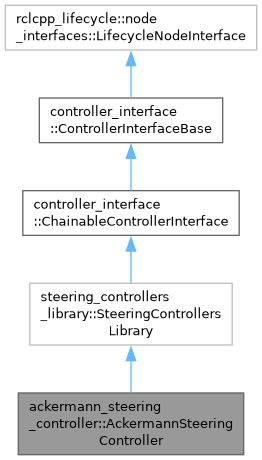 rclcpp_lifecycle::node
_interfaces::LifecycleNodeInterface
controller_interface
::ControllerInterfaceBase
controller_interface
::ChainableControllerInterface
steering_controllers
_library::SteeringControllers
Library
ackermann_steering
_controller::AckermannSteering
Controller